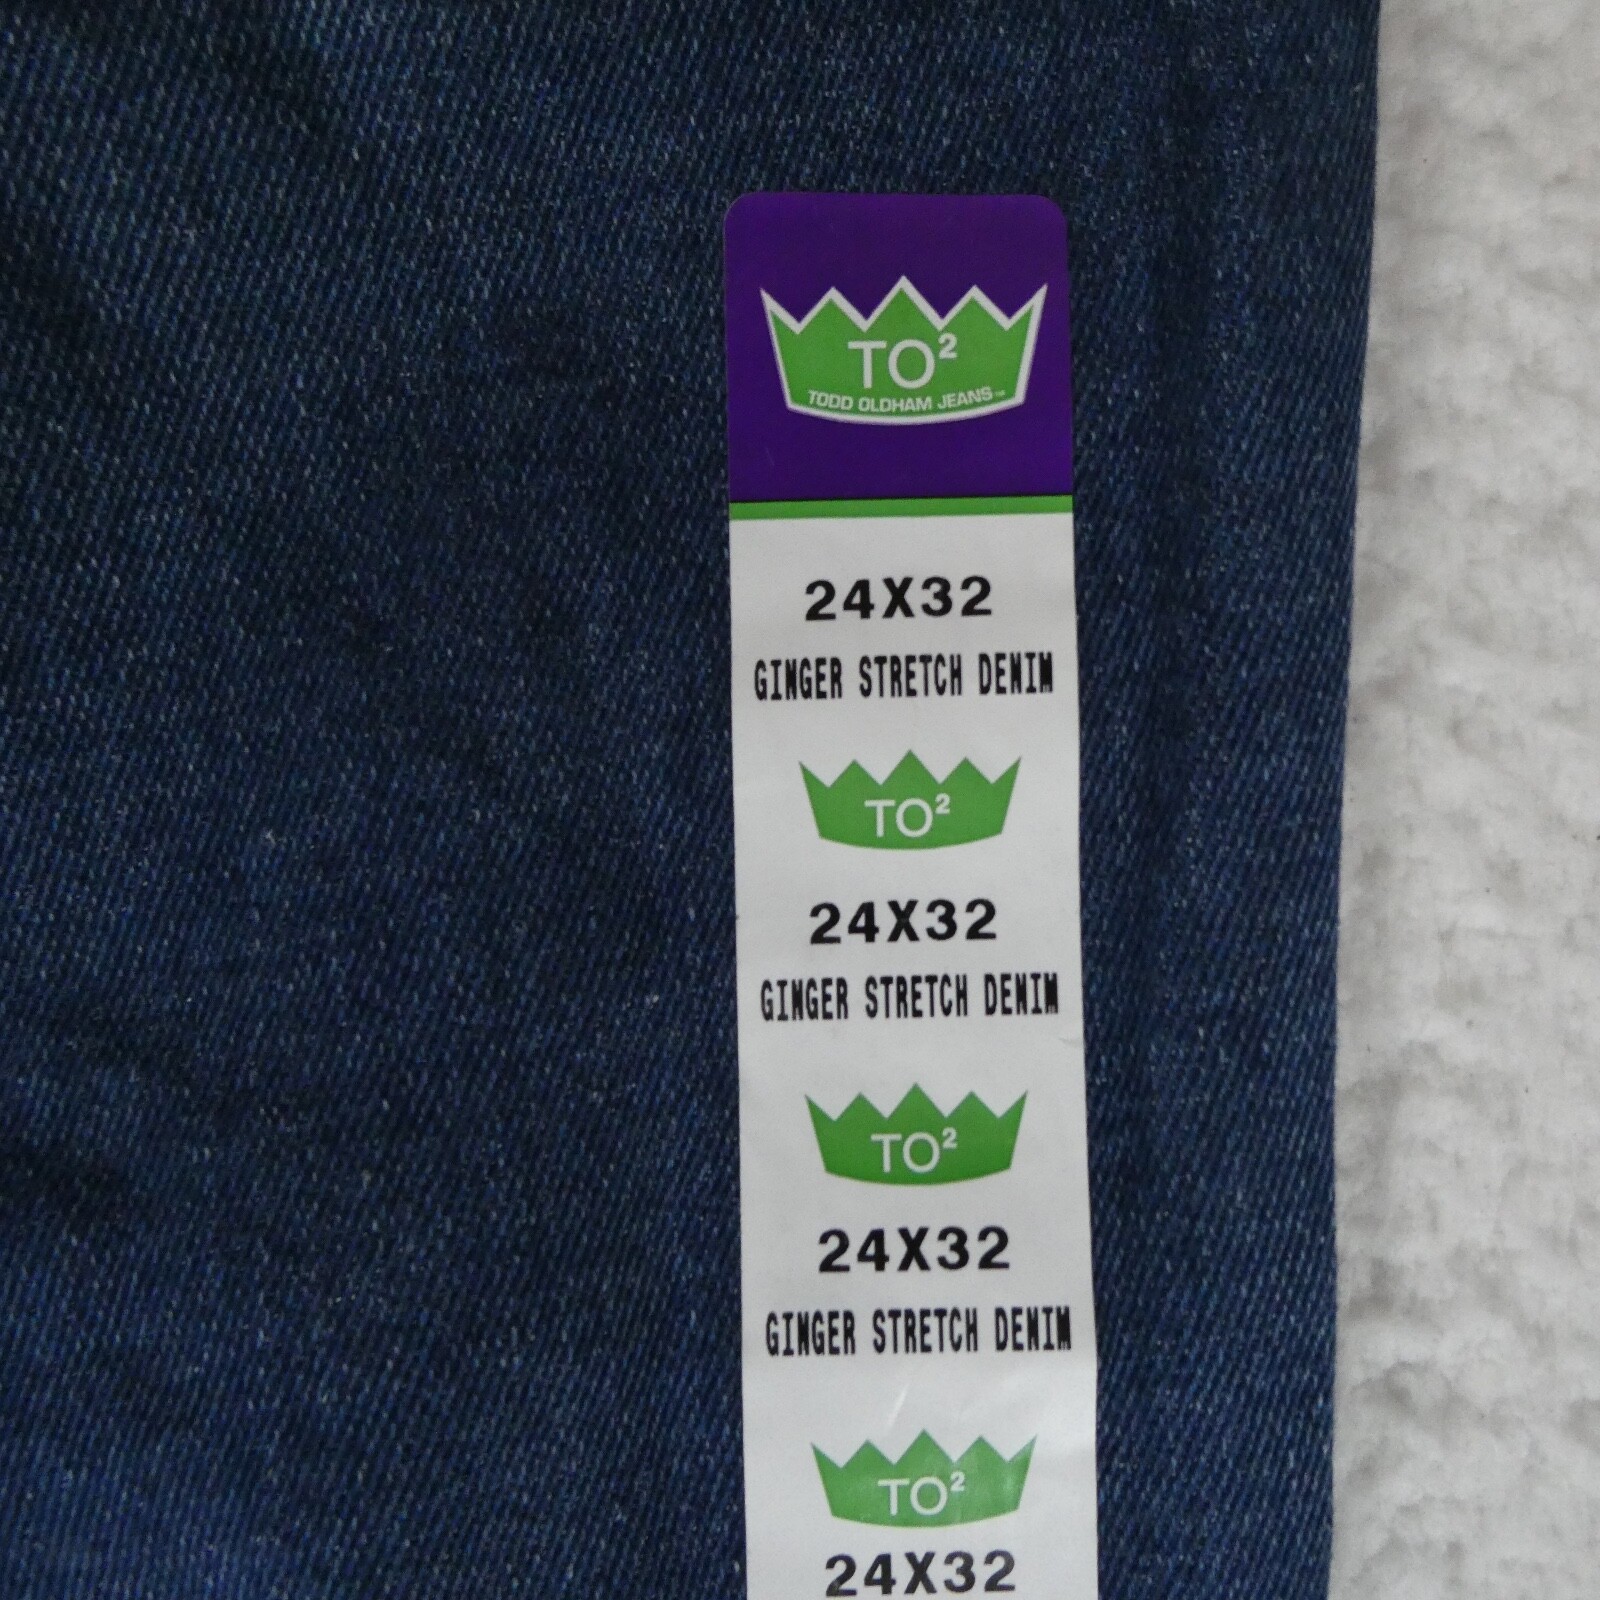 TO²
TODD OLDHAM JEANS™
24X32
GINGER STRETCH DENIM
TO²
24X32
GINGER STRETCH DENIM
TO²
24X32
GINGER STRETCH DENIM
TO²
24X32